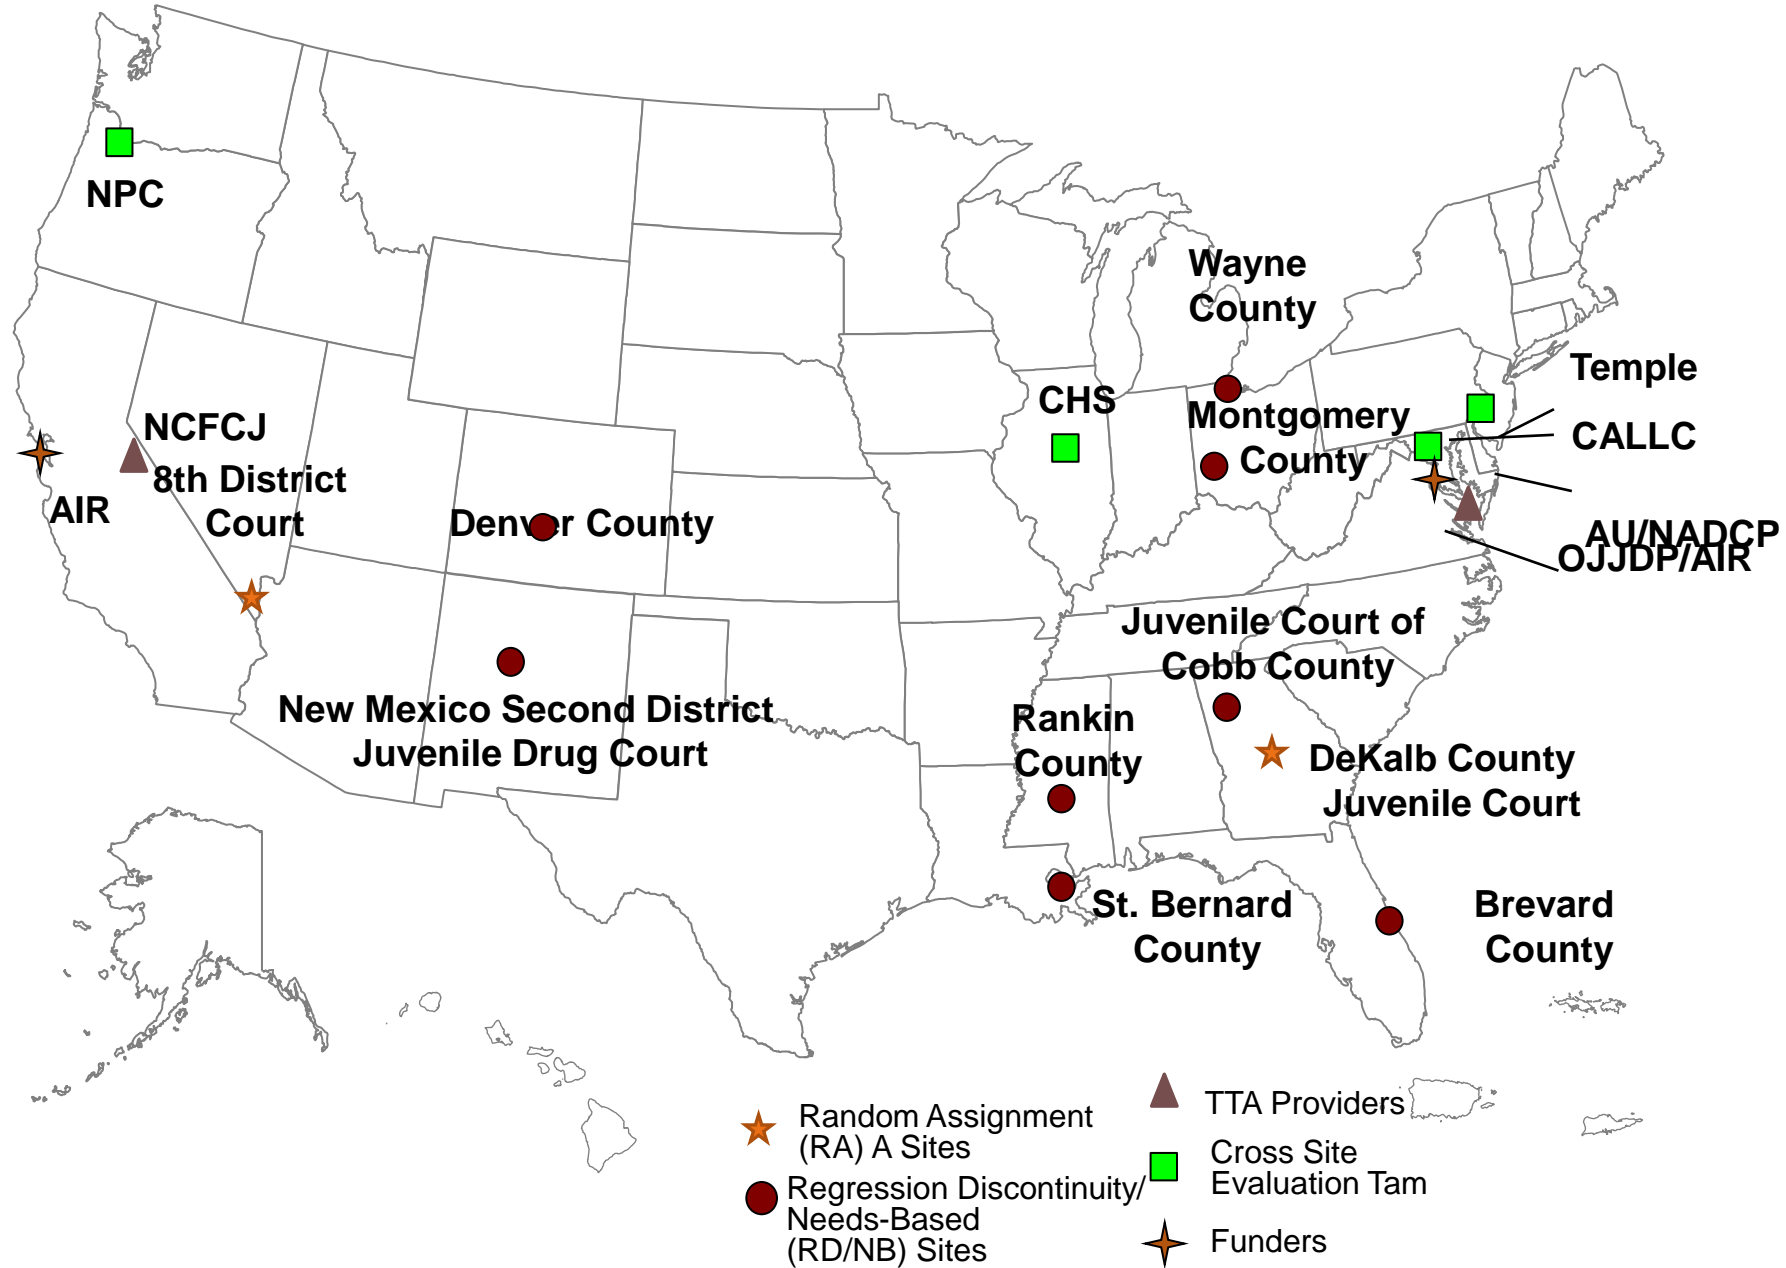 NPC
Wayne
County
Temple
CHS
Montgomery
County
CALLC
NCFCJ
8th District
Court
AIR
Denver County
AU/NADCP
OJJDP/AIR
Juvenile Court of
Cobb County
New Mexico Second District
Juvenile Drug Court
Rankin
County
DeKalb County
Juvenile Court
St. Bernard
County
Brevard
County
Random Assignment
(RA) A Sites
Regression Discontinuity/
Needs-Based
(RD/NB) Sites
TTA Providers
Cross Site
Evaluation Tam
Funders